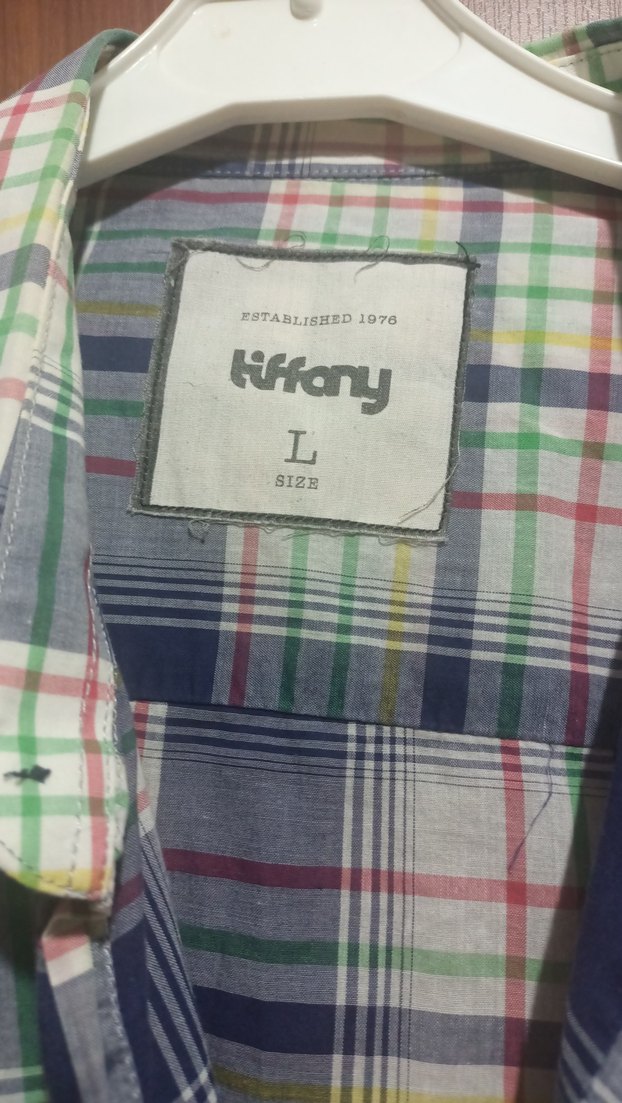 ESTABLISHED 1976
tiffany
L
SIZE